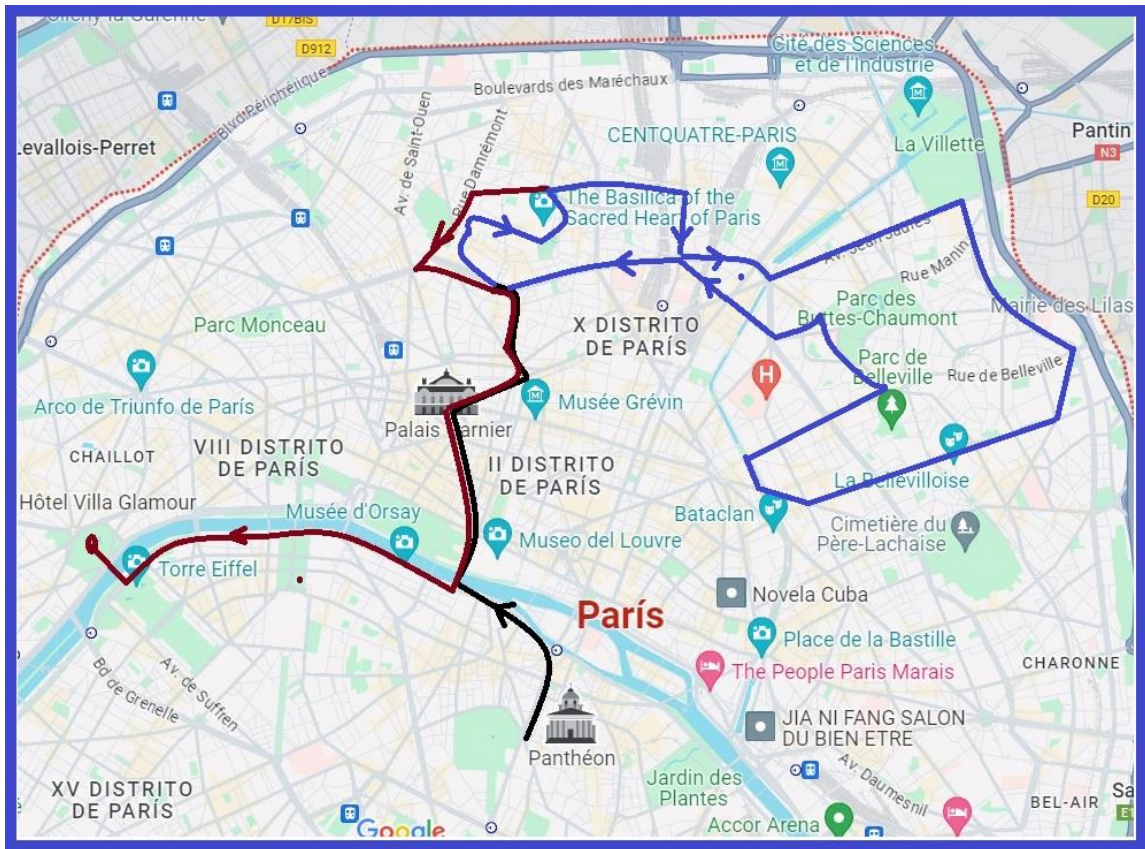 Clichy-la-Garenne
D17/BIS
D912
Cité des Sciences
et de l'Industrie
Boulevards des Maréchaux
Blvd Périphérique
Av. de Saint-Ouen
Rue Damrémont
CENTQUATRE-PARIS
La Villette
Pantin
N3
Levallois-Perret
D20
The Basilica of the
Sacred Heart of Paris
Av. Jean Jaurès
Rue Manin
Mairie des Lilas
Parc des
Buttes-Chaumont
Parc Monceau
X DISTRITO
DE PARÍS
Parc de
Belleville
Rue de Belleville
H
Arco de Triunfo de París
Musée Grévin
Palais Garnier
VIII DISTRITO
DE PARÍS
CHAILLOT
II DISTRITO
DE PARÍS
La Bellevilloise
Hôtel Villa Glamour
Musée d'Orsay
Bataclan
Cimetière du
Père-Lachaise
Museo del Louvre
Torre Eiffel
París
Novela Cuba
Place de la Bastille
The People Paris Marais
CHARONNE
Bd de Grenelle
Av. de Suffren
JIA NI FANG SALON
DU BIEN ETRE
Panthéon
Av. Daumesnil
XV DISTRITO
DE PARÍS
Jardin des
Plantes
BEL-AIR
Sa
E1
Accor Arena
Google